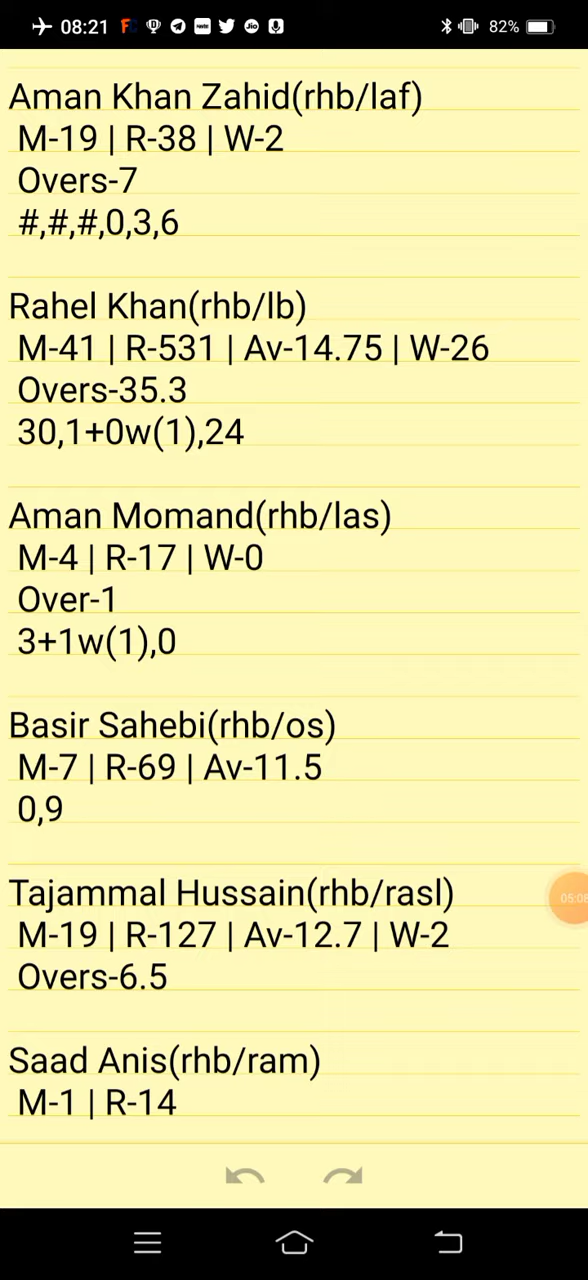 08:21 82%
Aman Khan Zahid(rhb/laf)
M-19 | R-38 | W-2
Overs-7
#,#,#,0,3,6
Rahel Khan(rhb/lb)
M-41 | R-531 | Av-14.75 | W-26
Overs-35.3
30,1+0w(1),24
Aman Momand(rhb/las)
M-4 | R-17 | W-0
Over-1
3+1w(1),0
Basir Sahebi(rhb/os)
M-7 | R-69 | Av-11.5
0,9
Tajammal Hussain(rhb/rasl)
05:08
M-19 | R-127 | Av-12.7 | W-2
Overs-6.5
Saad Anis(rhb/ram)
M-1 | R-14